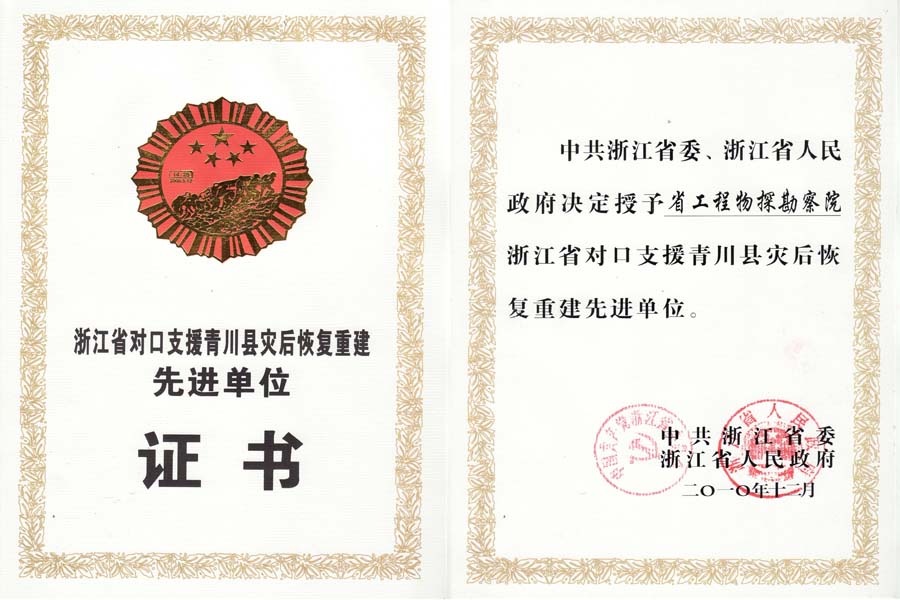 浙江省对口支援青川县灾后恢复重建
先进单位
证书
中共浙江省委、浙江省人民
政府决定授予省工程物探勘察院
浙江省对口支援青川县灾后恢
复重建先进单位。
中共浙江省委
浙江省人民政府
二〇一〇年十二月